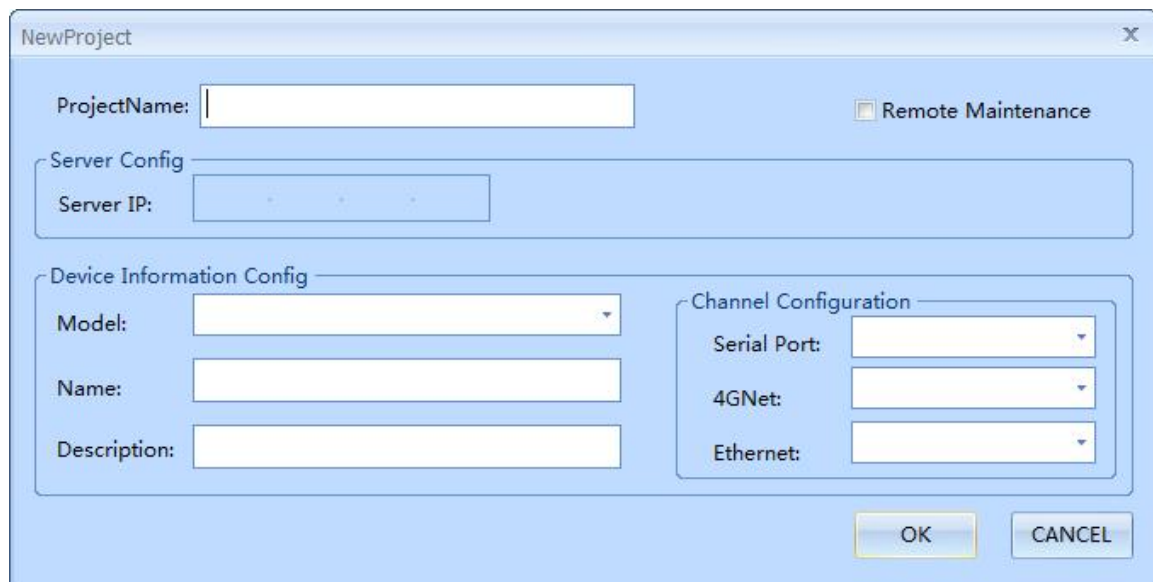 NewProject
ProjectName:
Remote Maintenance
Server Config
Server IP:
Device Information Config
Model:
Name:
Description:
Channel Configuration
Serial Port:
4GNet:
Ethernet:
OK
CANCEL